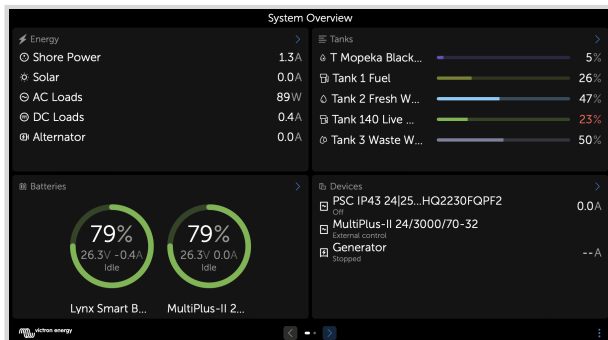 System Overview
Energy
Shore Power 1.3A
Solar 0.0A
AC Loads 89W
DC Loads 0.4A
Alternator 0.0A
Tanks
T Mopeka Black... 5%
Tank 1 Fuel 26%
Tank 2 Fresh W... 47%
Tank 140 Live ... 23%
Tank 3 Waste W... 50%
Batteries
79%
26.3V -0.4A
Idle
Lynx Smart B...
79%
26.3V 0.0A
Idle
MultiPlus-II 2...
Devices
PSC IP43 24|25...HQ2230FQPF2 0.0A
Off
MultiPlus-II 24/3000/70-32
External control
Generator --A
Stopped
victron energy